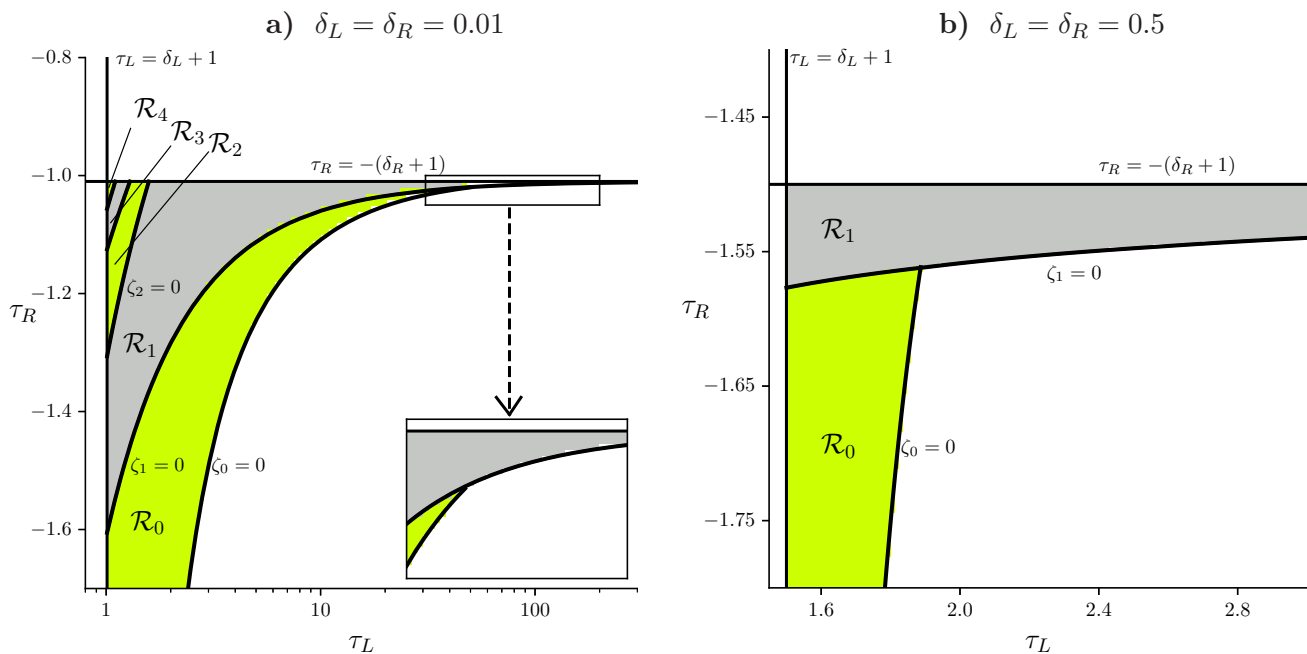 a) δ_L = δ_R = 0.01
τ_L = δ_L + 1
−0.8
−1.0
−1.2
−1.4
−1.6
τ_R
R_4
R_3
R_2
τ_R = −(δ_R + 1)
ζ_2 = 0
R_1
ζ_1 = 0
ζ_0 = 0
R_0
1
10
100
τ_L
b) δ_L = δ_R = 0.5
τ_L = δ_L + 1
−1.45
−1.55
−1.65
−1.75
τ_R
τ_R = −(δ_R + 1)
R_1
ζ_1 = 0
R_0
ζ_0 = 0
1.6
2.0
2.4
2.8
τ_L